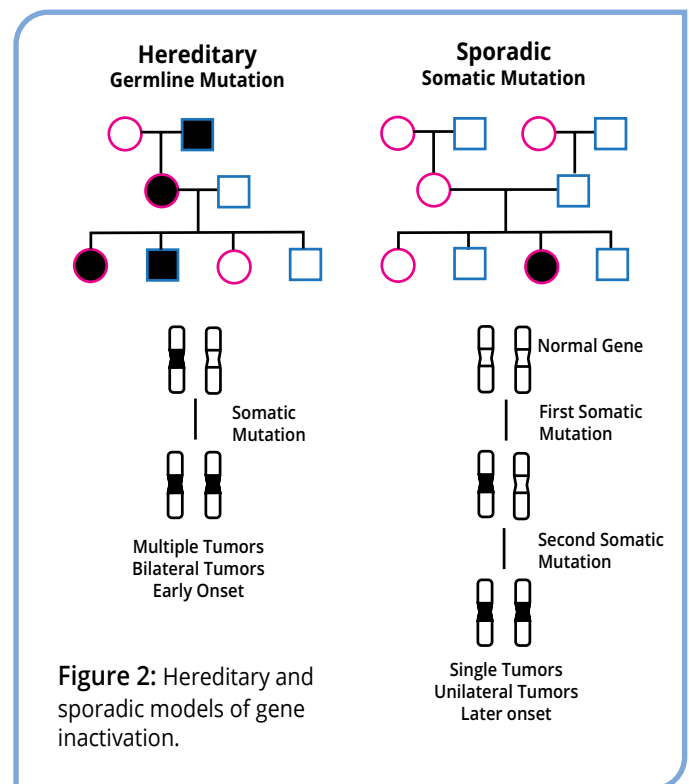 Hereditary
Germline Mutation
Somatic
Mutation
Multiple Tumors
Bilateral Tumors
Early Onset
Sporadic
Somatic Mutation
Normal Gene
First Somatic
Mutation
Second Somatic
Mutation
Single Tumors
Unilateral Tumors
Later onset
Figure 2: Hereditary and
sporadic models of gene
inactivation.